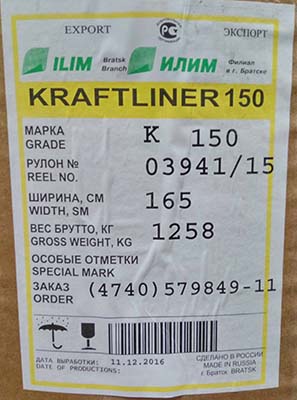 EXPORT PC ЭКСПОРТ
ILIM Bratsk Branch ИЛИМ Филиал в г. Братске
KRAFTLINER 150
МАРКА K 150
GRADE
РУЛОН № 03941/15
REEL NO.
ШИРИНА, СМ 165
WIDTH, SM
ВЕС БРУТТО, КГ 1258
GROSS WEIGHT, KG
ОСОБЫЕ ОТМЕТКИ
SPECIAL MARK
ЗАКАЗ (4740)579849-11
ORDER
ДАТА ВЫРАБОТКИ: 11.12.2016 СДЕЛАНО В РОССИИ
DATE OF PRODUCTIONS: MADE IN RUSSIA
г. Братск BRATSK